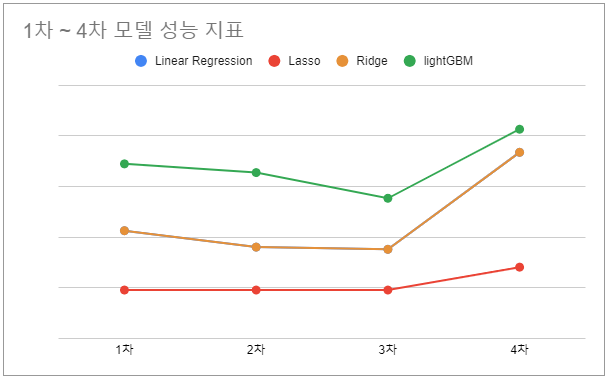 1차 ~ 4차 모델 성능 지표
Linear Regression Lasso Ridge lightGBM
1차 2차 3차 4차